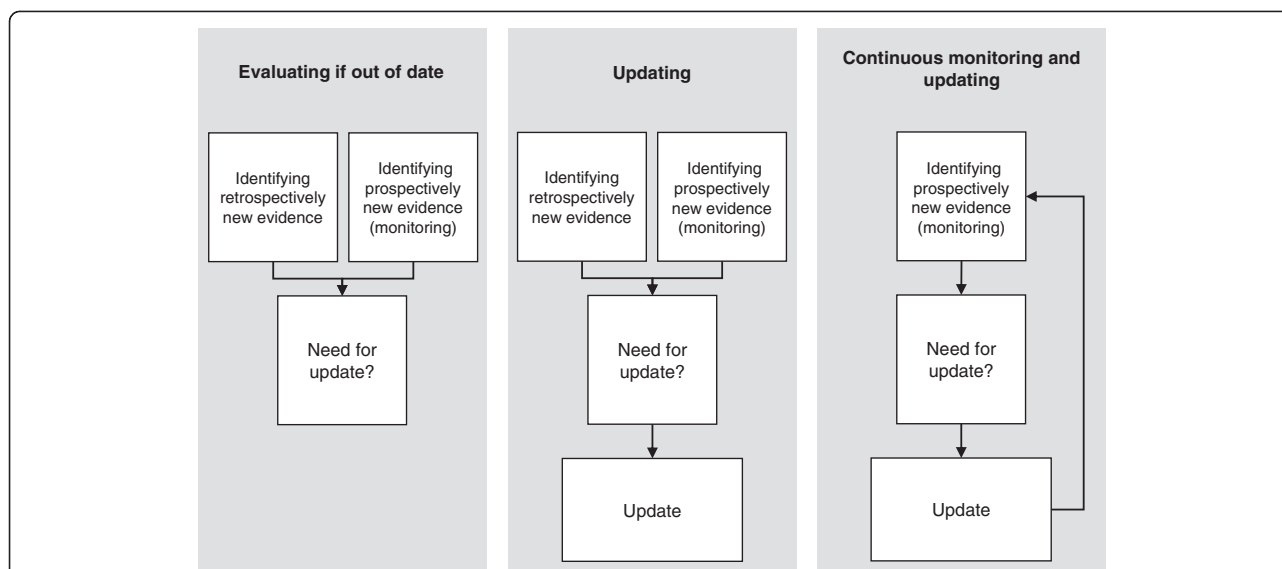 Evaluating if out of date
Identifying
retrospectively
new evidence
Identifying
prospectively
new evidence
(monitoring)
Need for
update?
Updating
Identifying
retrospectively
new evidence
Identifying
prospectively
new evidence
(monitoring)
Need for
update?
Update
Continuous monitoring and
updating
Identifying
prospectively
new evidence
(monitoring)
Need for
update?
Update